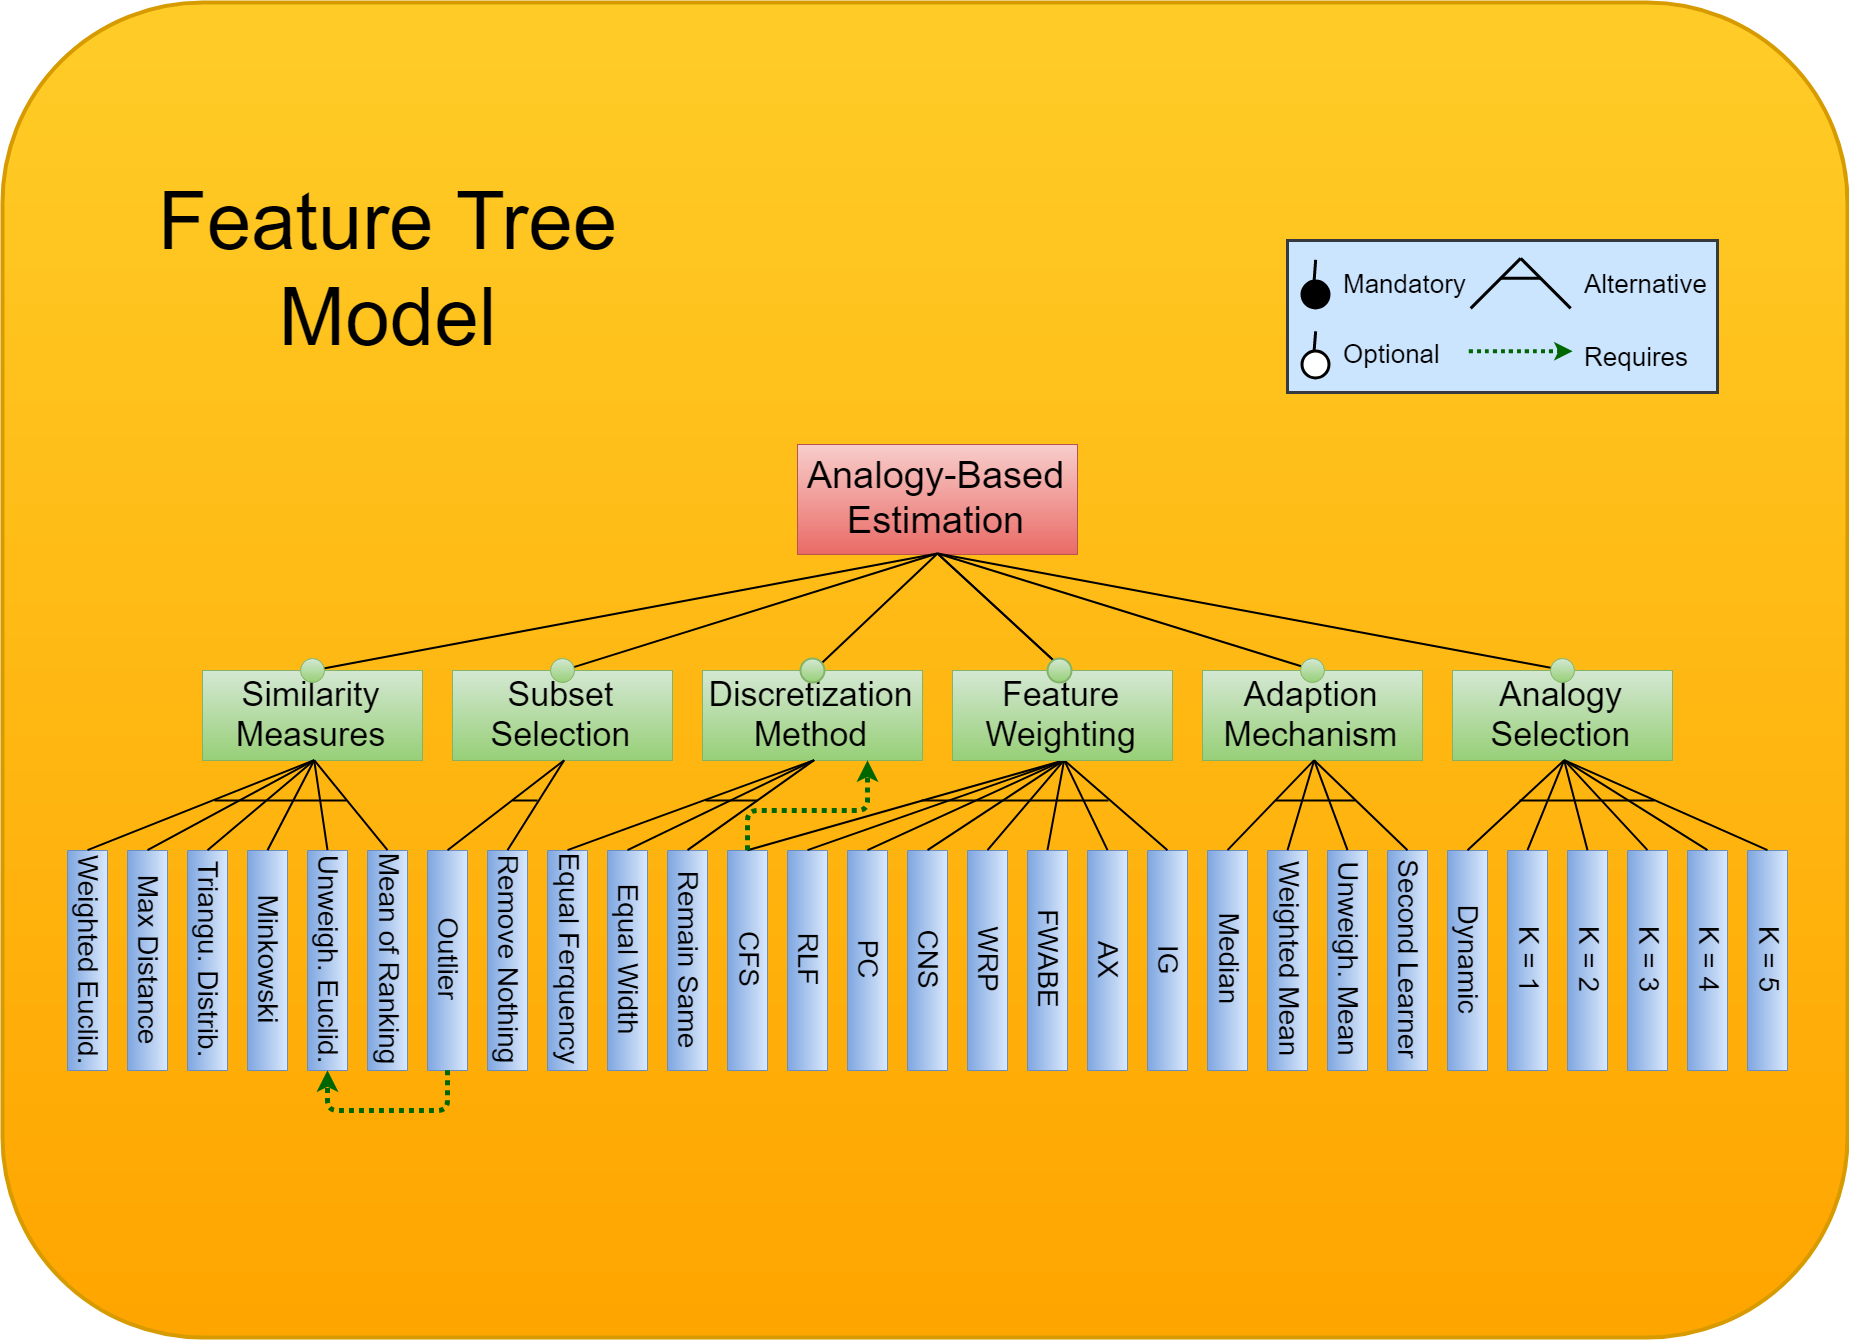 Feature Tree
Model
Mandatory
Alternative
Optional
Requires
Analogy-Based
Estimation
Similarity
Measures
Subset
Selection
Discretization
Method
Feature
Weighting
Adaption
Mechanism
Analogy
Selection
Weighted Euclid.
Max Distance
Triangu. Distrib.
Minkowski
Unweigh. Euclid.
Mean of Ranking
Outlier
Remove Nothing
Equal Ferquency
Equal Width
Remain Same
CFS
RLF
PC
CNS
WRP
FWABE
AX
IG
Median
Weighted Mean
Unweigh. Mean
Second Learner
Dynamic
K = 1
K = 2
K = 3
K = 4
K = 5